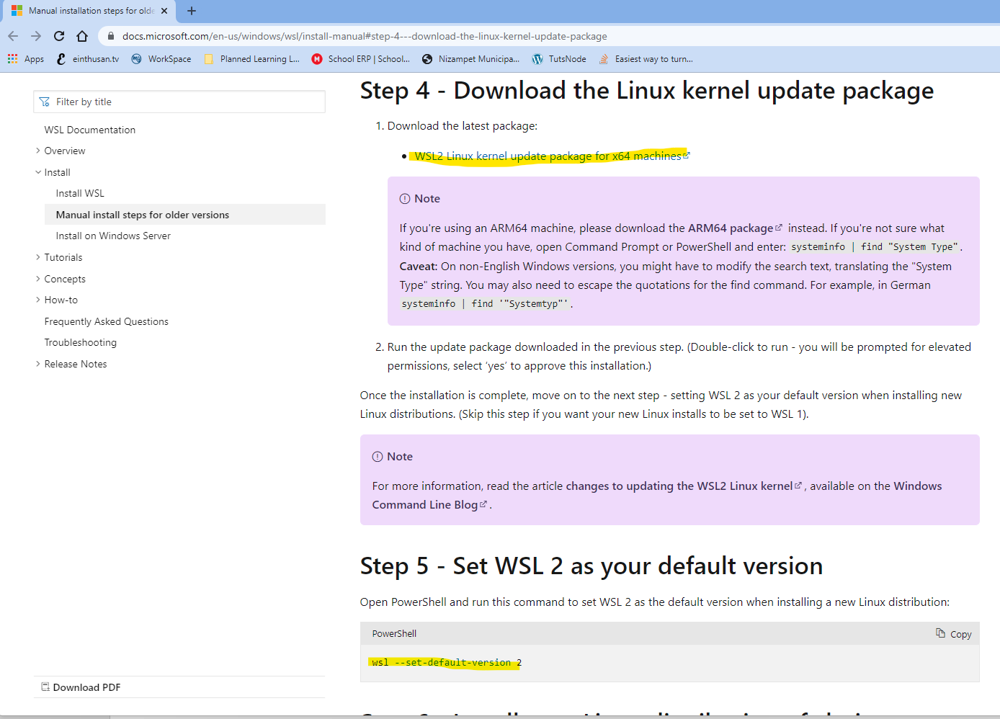 Manual installation steps for olde
docs.microsoft.com/en-us/windows/wsl/install-manual#step-4---download-the-linux-kernel-update-package
Apps einthusan.tv WorkSpace Planned Learning L... School ERP | School... Nizampet Municipa... TutsNode Easiest way to turn...
Filter by title
WSL Documentation
Overview
Install
Install WSL
Manual install steps for older versions
Install on Windows Server
Tutorials
Concepts
How-to
Frequently Asked Questions
Troubleshooting
Release Notes
Download PDF
Step 4 - Download the Linux kernel update package
1. Download the latest package:
• WSL2 Linux kernel update package for x64 machines
Note
If you're using an ARM64 machine, please download the ARM64 package instead. If you're not sure what
kind of machine you have, open Command Prompt or PowerShell and enter: systeminfo | find "System Type".
Caveat: On non-English Windows versions, you might have to modify the search text, translating the "System
Type" string. You may also need to escape the quotations for the find command. For example, in German
systeminfo | find '"Systemtyp"'.
2. Run the update package downloaded in the previous step. (Double-click to run - you will be prompted for elevated
permissions, select ‘yes’ to approve this installation.)
Once the installation is complete, move on to the next step - setting WSL 2 as your default version when installing new
Linux distributions. (Skip this step if you want your new Linux installs to be set to WSL 1).
Note
For more information, read the article changes to updating the WSL2 Linux kernel, available on the Windows
Command Line Blog.
Step 5 - Set WSL 2 as your default version
Open PowerShell and run this command to set WSL 2 as the default version when installing a new Linux distribution:
PowerShell Copy
wsl --set-default-version 2